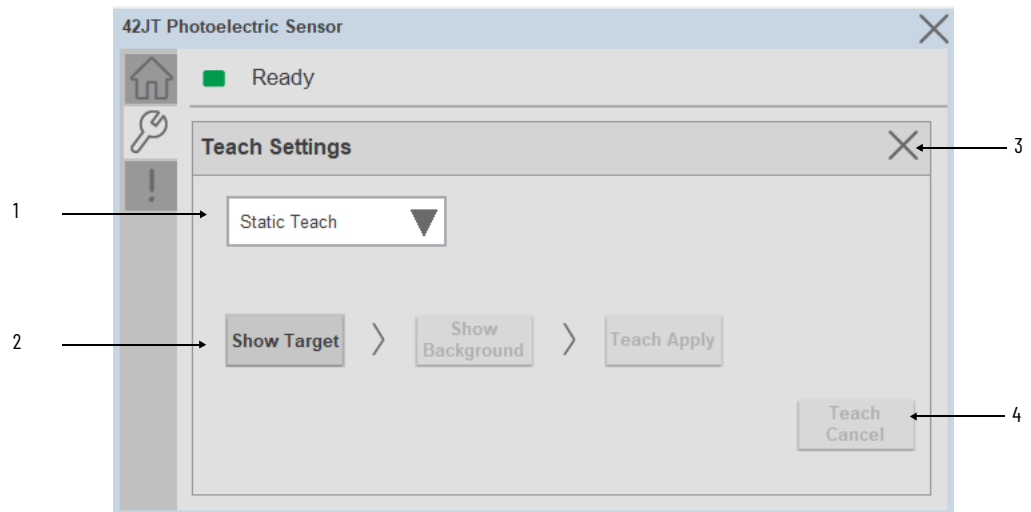 42JT Photoelectric Sensor
Ready
Teach Settings
3
1
Static Teach
2
Show Target
Show
Background
Teach Apply
Teach
Cancel
4
!